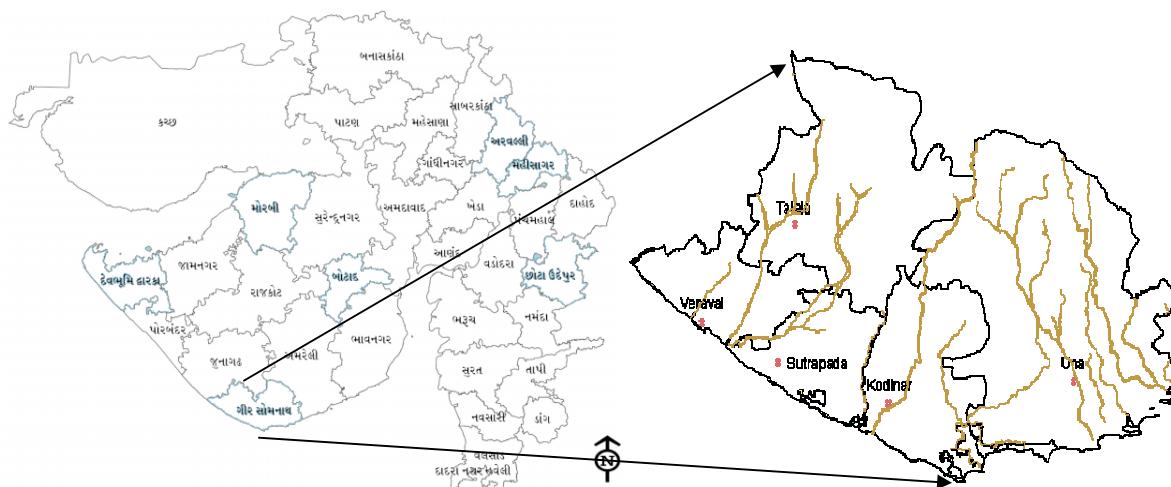 બનાસકાંઠા
સાબરકાંઠા
કચ્છ
પાટણ
મહેસાણા
અરવલ્લી
ગાંધીનગર
મહીસાગર
મોરબી
સુરેન્દ્રનગર
અમદાવાદ
ખેડા
પંચમહાલ
દાહોદ
જામનગર
આણંદ
વડોદરા
છોટા ઉદેપુર
દેવભૂમિ દ્વારકા
રાજકોટ
બોટાદ
પોરબંદર
ભરૂચ
નર્મદા
જુનાગઢ
અમરેલી
ભાવનગર
સુરત
તાપી
ગીર સોમનાથ
નવસારી
ડાંગ
વલસાડ
દાદરા નગર હવેલી
N
Talala
Veraval
Sutrapada
Kodinar
Una